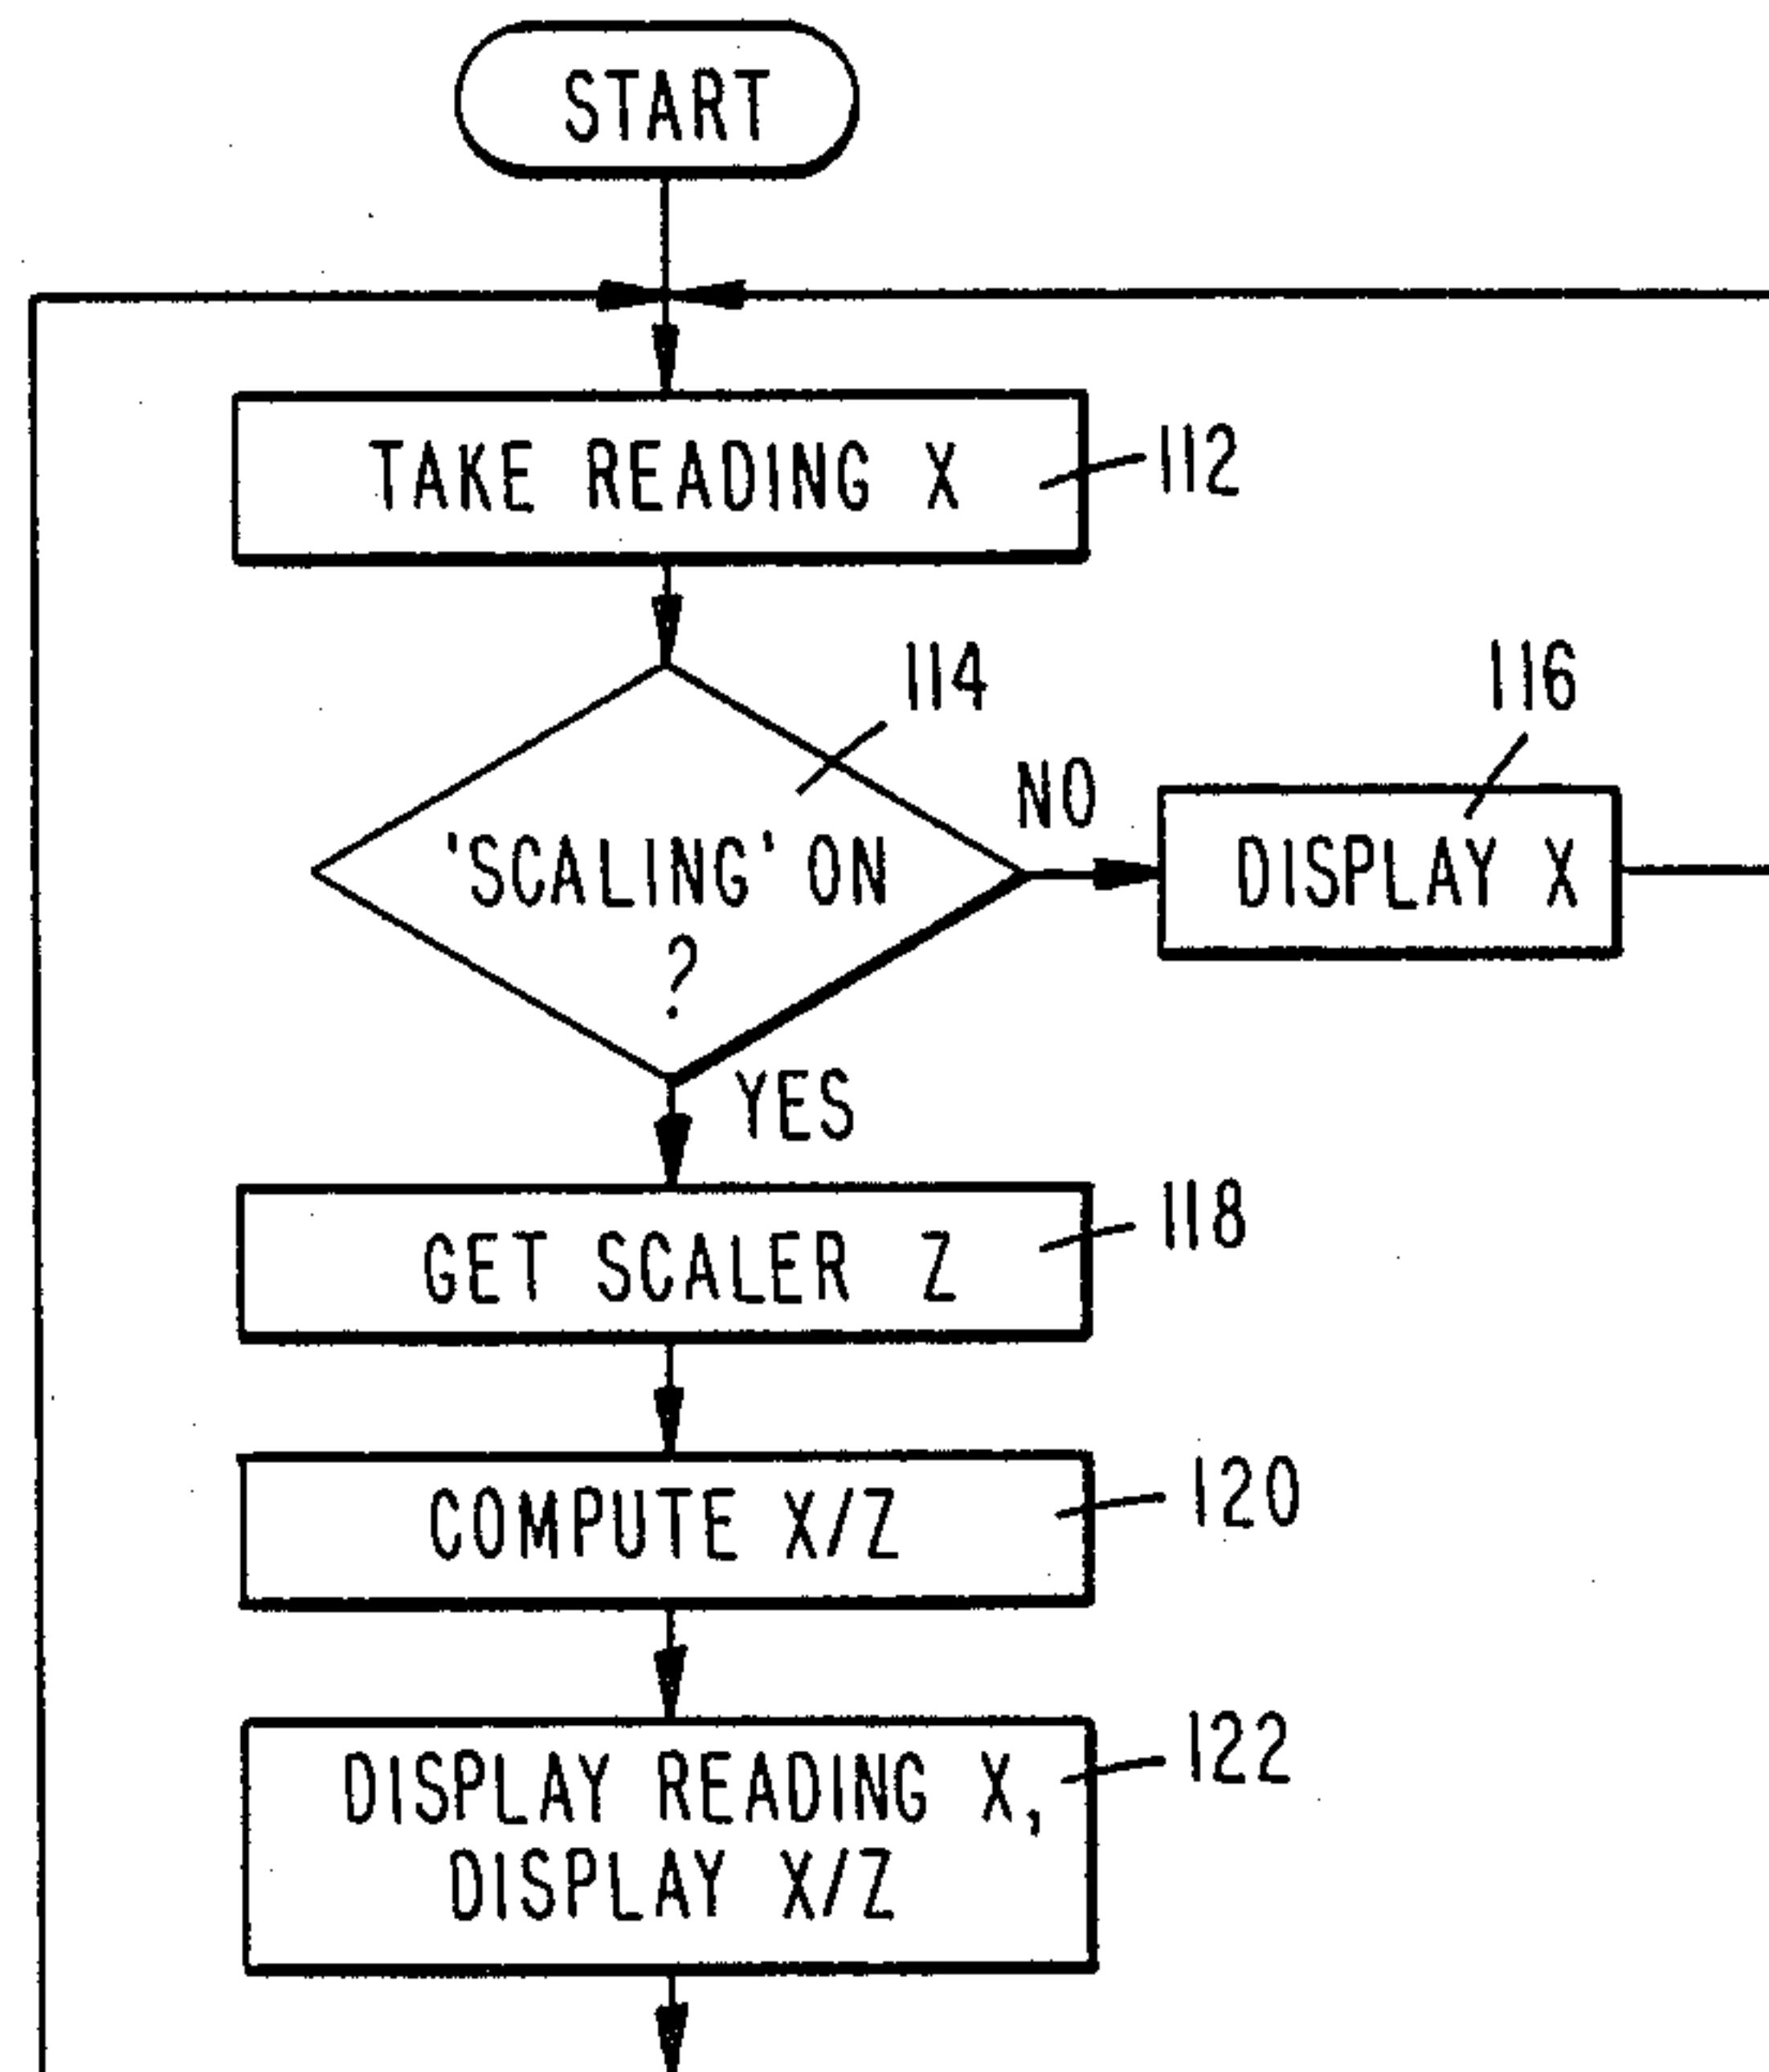 START
TAKE READING X
112
114
116
NO
'SCALING' ON
?
DISPLAY X
YES
118
GET SCALER Z
120
COMPUTE X/Z
122
DISPLAY READING X,
DISPLAY X/Z